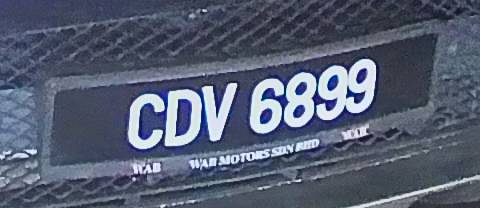 CDV 6899
WAB WAB MOTORS SDN BHD WAB